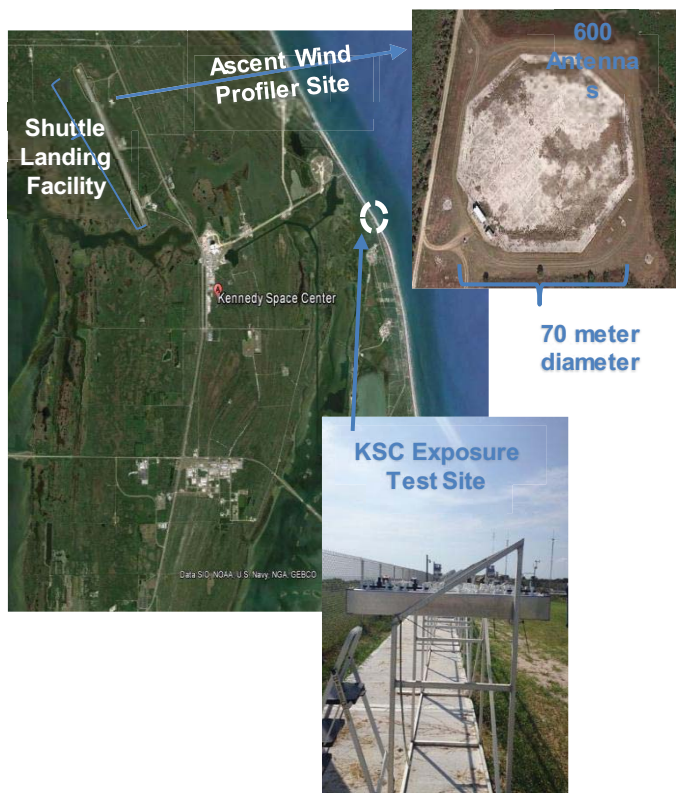 Ascent Wind
Profiler Site
600
Antenna
s
Shuttle
Landing
Facility
Kennedy Space Center
70 meter
diameter
KSC Exposure
Test Site
Data SIO, NOAA, U.S. Navy, NGA, GEBCO